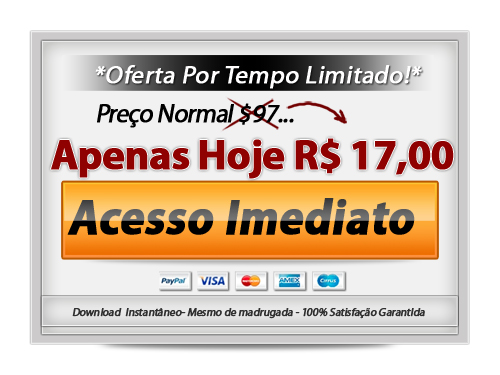 *Oferta Por Tempo Limitado!*
Preço Normal $97...
Apenas Hoje R$ 17,00
Acesso Imediato
PayPal VISA MasterCard AMEX Cirrus
Download Instantâneo- Mesmo de madrugada - 100% Satisfação Garantida